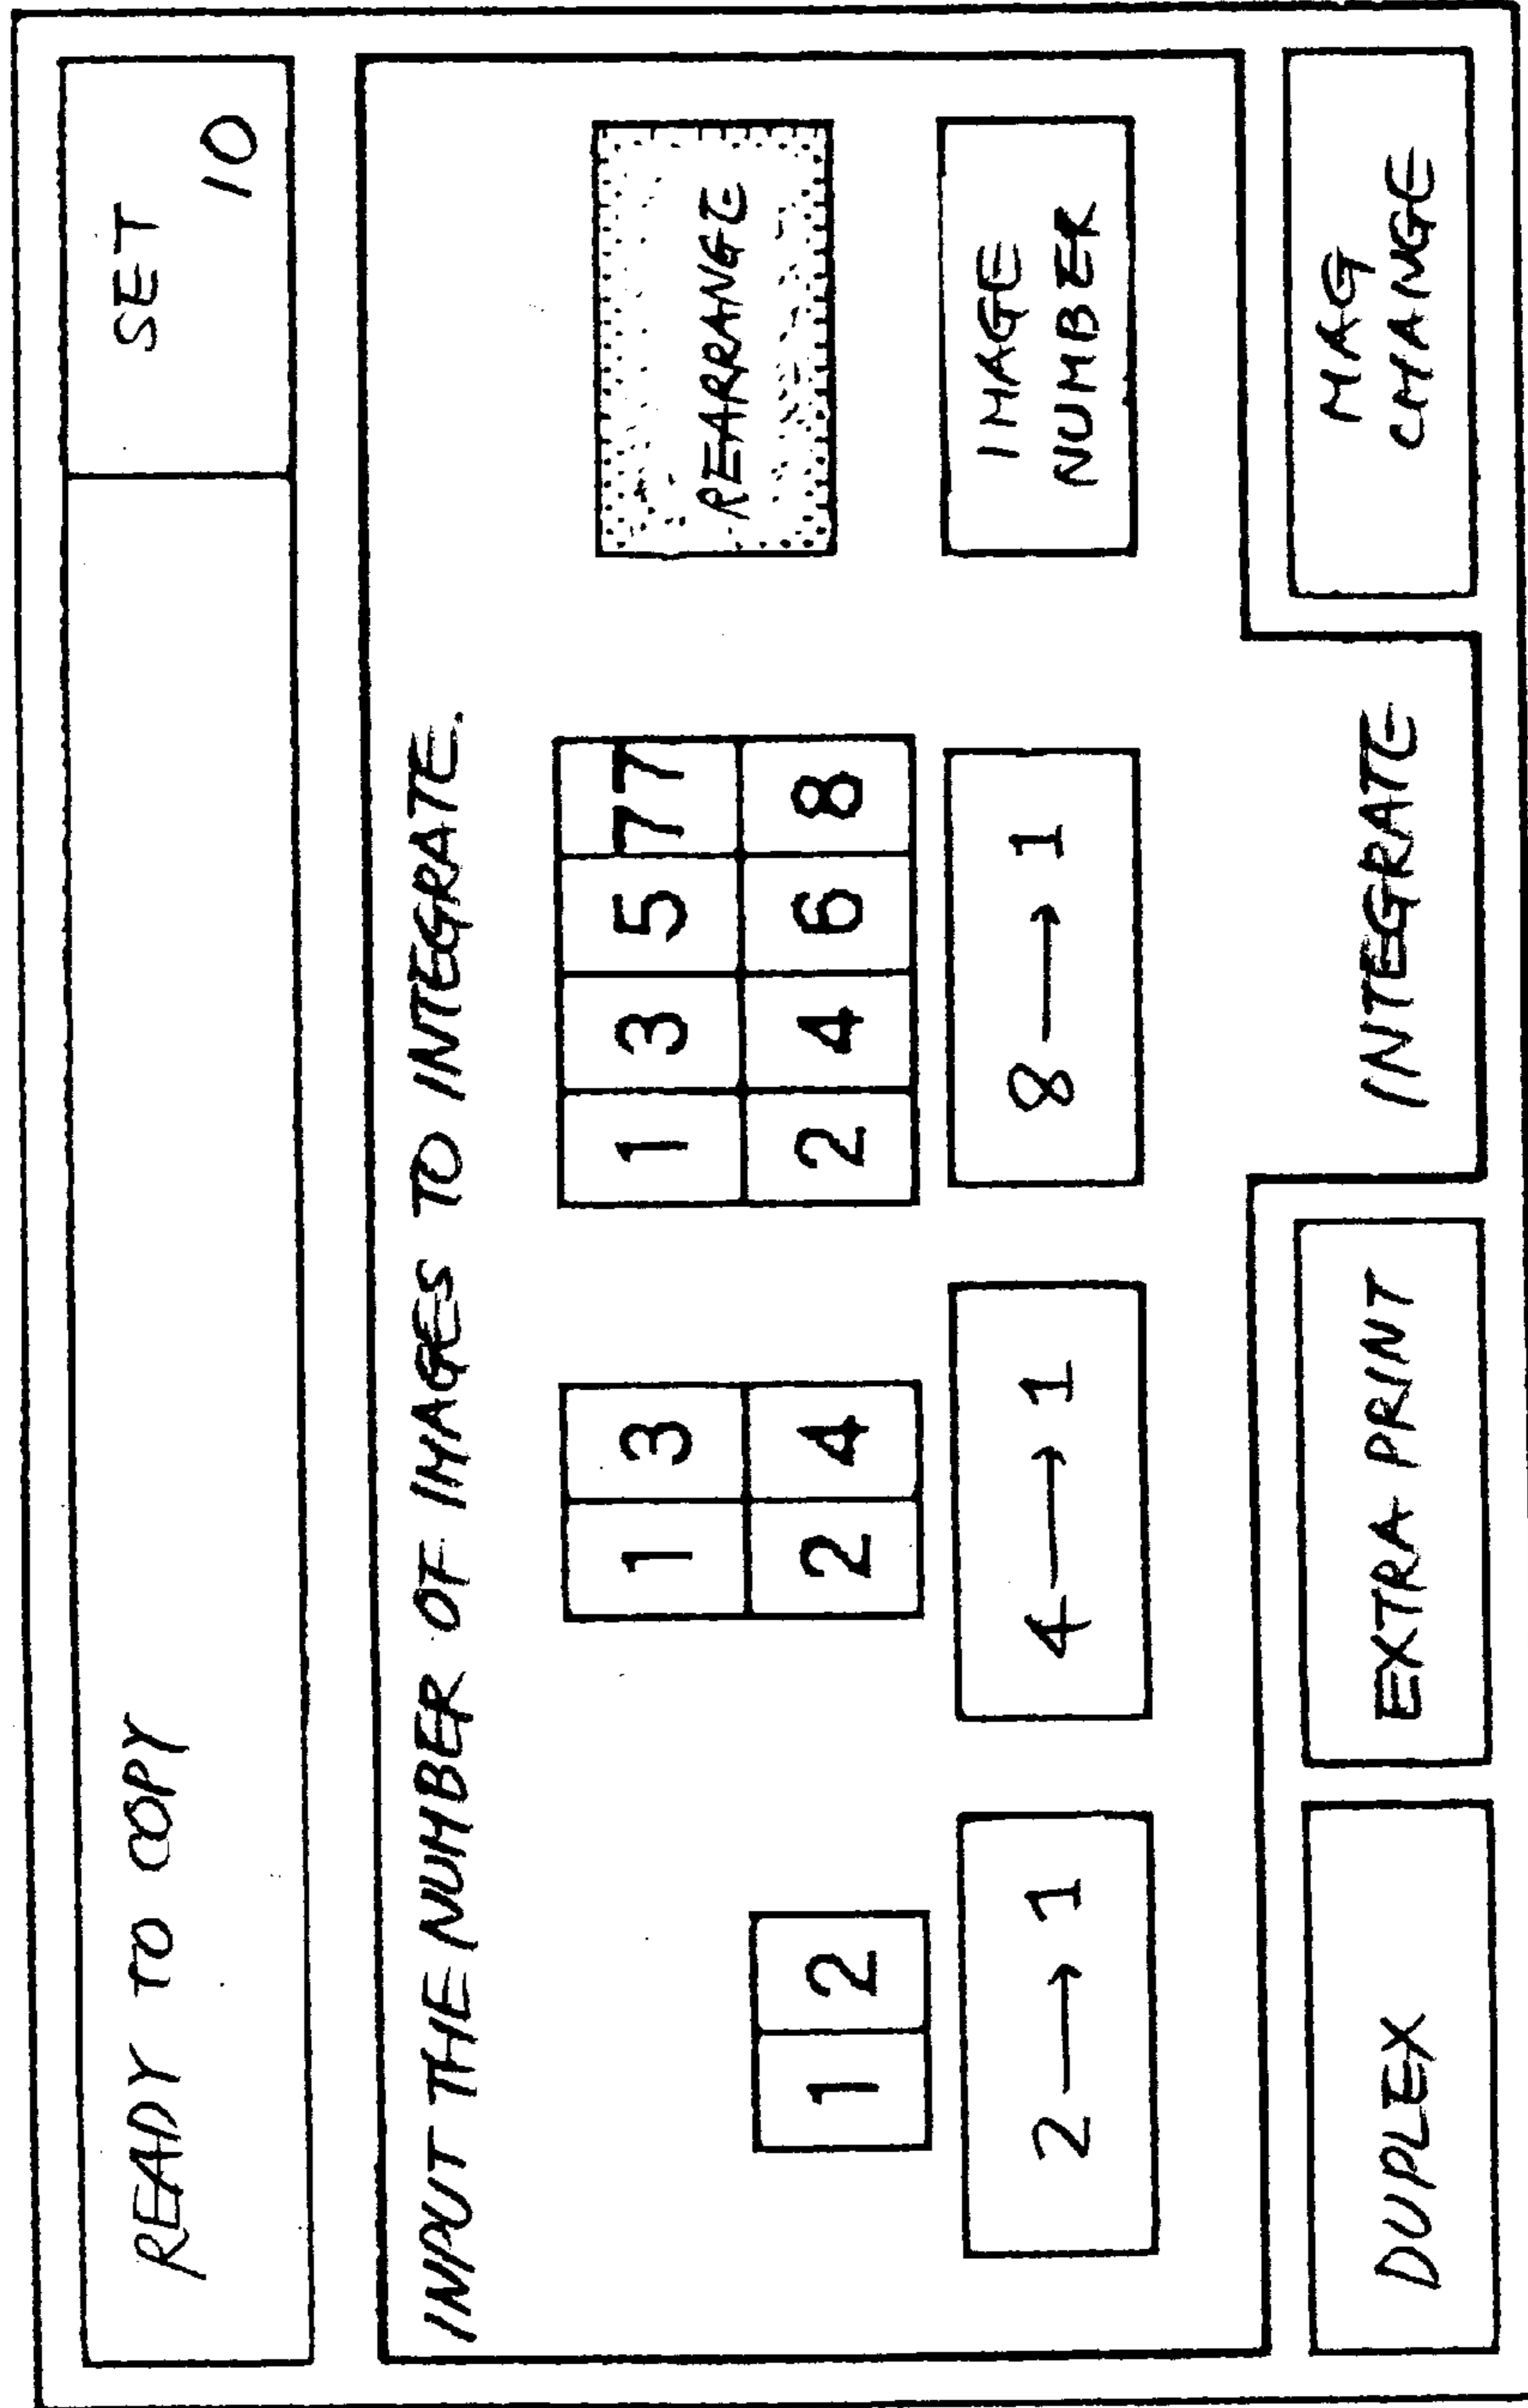 READY TO COPY
SET
10
INPUT THE NUMBER OF IMAGES TO INTEGRATE.
1 2
2 → 1
1 3
2 4
4 → 1
1 3 5 77
2 4 6 8
8 → 1
REARRANGE
IMAGE
NUMBER
DUPLEX
EXTRA PRINT
INTEGRATE
MAG
CHANGE